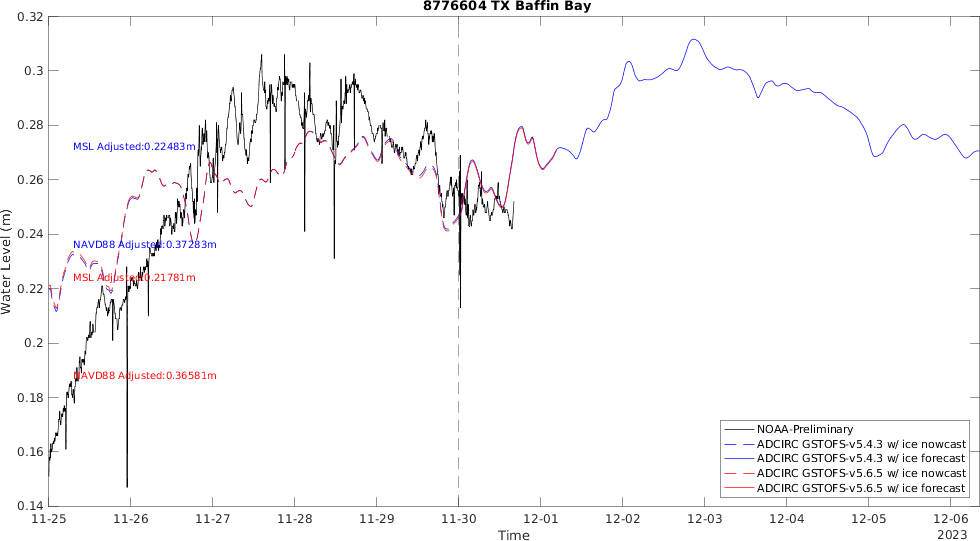 8776604 TX Baffin Bay
0.32
0.3
0.28
0.26
0.24
0.22
0.2
0.18
0.16
0.14
Water Level (m)
MSL Adjusted:0.22483m
NAVD88 Adjusted:0.37283m
MSL Adjusted:0.21781m
NAVD88 Adjusted:0.36581m
NOAA-Preliminary
ADCIRC GSTOFS-v5.4.3 w/ ice nowcast
ADCIRC GSTOFS-v5.4.3 w/ ice forecast
ADCIRC GSTOFS-v5.6.5 w/ ice nowcast
ADCIRC GSTOFS-v5.6.5 w/ ice forecast
11-25 11-26 11-27 11-28 11-29 11-30 12-01 12-02 12-03 12-04 12-05 12-06
Time
2023